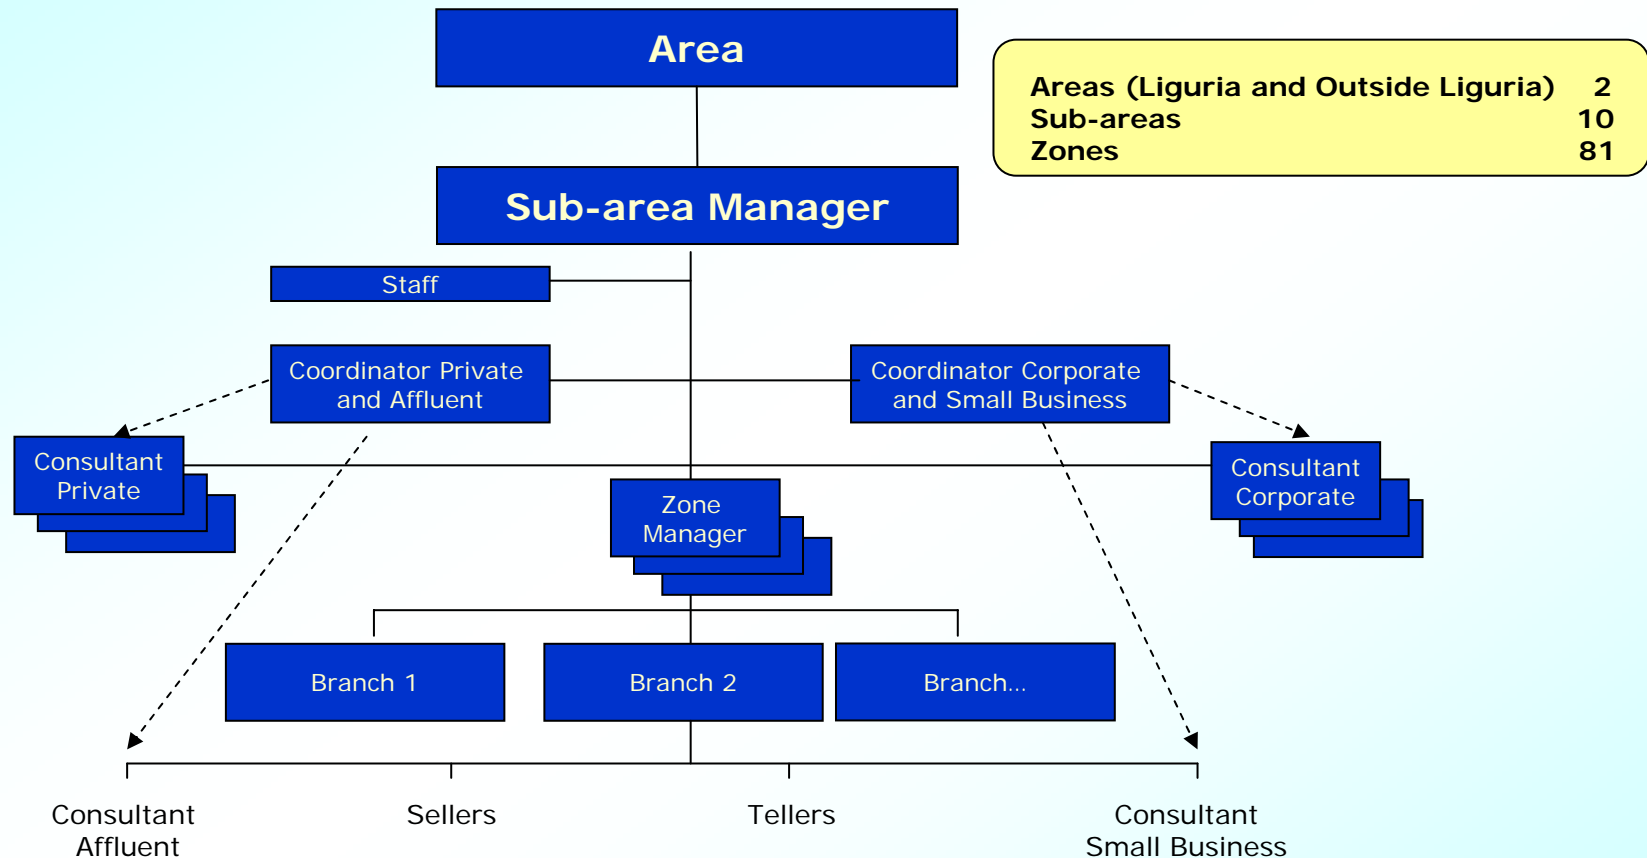 Area
Areas (Liguria and Outside Liguria) 2
Sub-areas 10
Zones 81
Sub-area Manager
Staff
Coordinator Private
and Affluent
Coordinator Corporate
and Small Business
Consultant
Private
Zone
Manager
Consultant
Corporate
Branch 1
Branch 2
Branch...
Consultant
Affluent
Sellers
Tellers
Consultant
Small Business